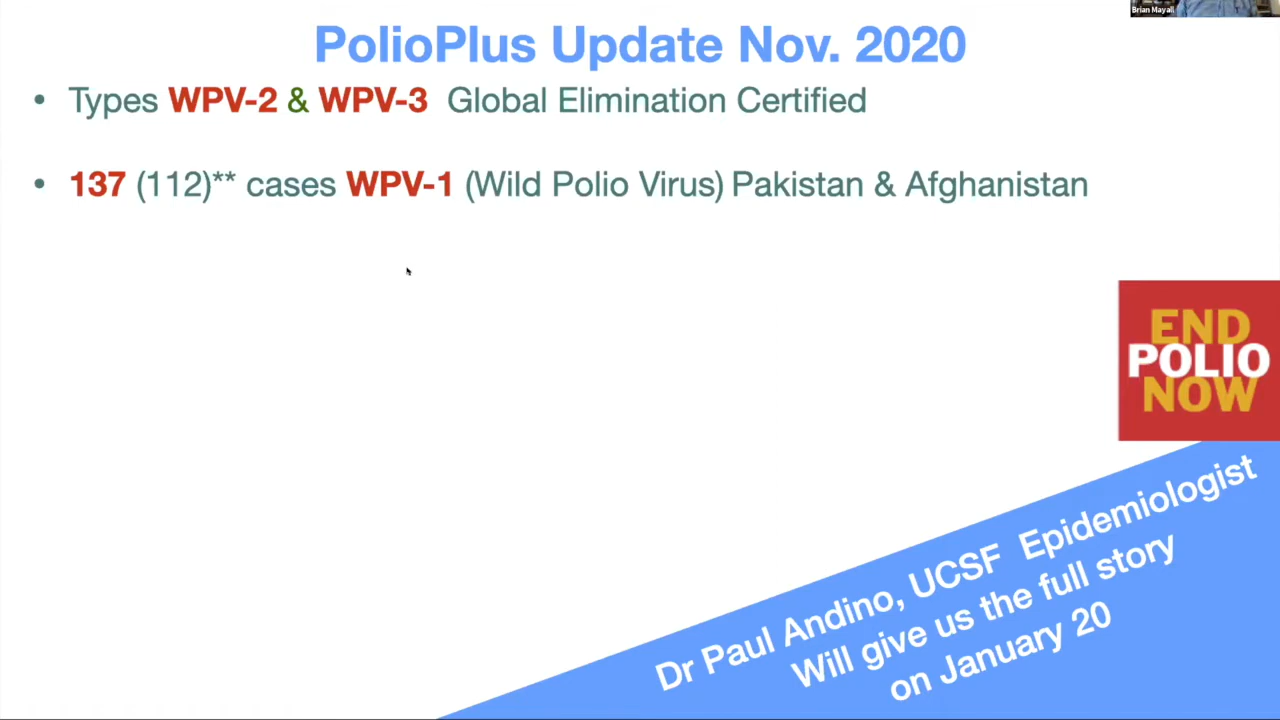 Brian Mayall
PolioPlus Update Nov. 2020
• Types WPV-2 & WPV-3 Global Elimination Certified
• 137 (112)** cases WPV-1 (Wild Polio Virus) Pakistan & Afghanistan
END
POLIO
NOW
Dr Paul Andino, UCSF Epidemiologist
Will give us the full story
on January 20